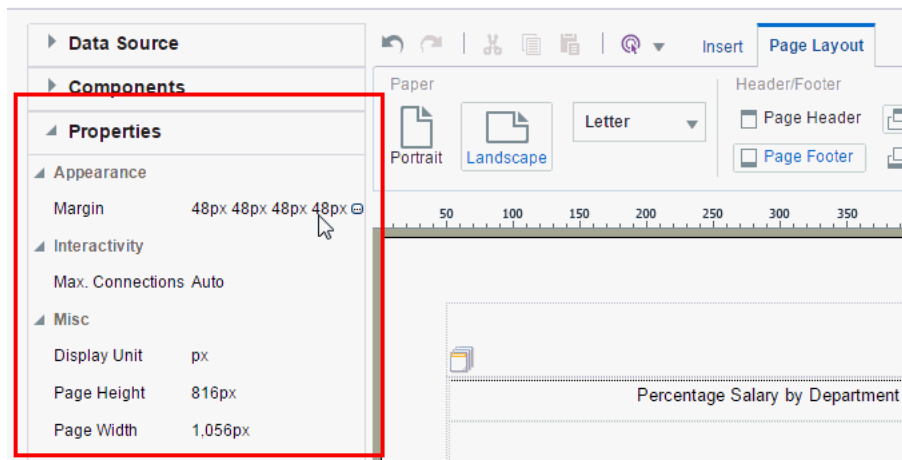 Data Source
Components
Properties
Appearance
Margin 48px 48px 48px 48px
Interactivity
Max. Connections Auto
Misc
Display Unit px
Page Height 816px
Page Width 1,056px
Insert Page Layout
Paper
Portrait
Landscape
Letter
Header/Footer
Page Header
Page Footer
50 100 150 200 250 300 350
Percentage Salary by Department